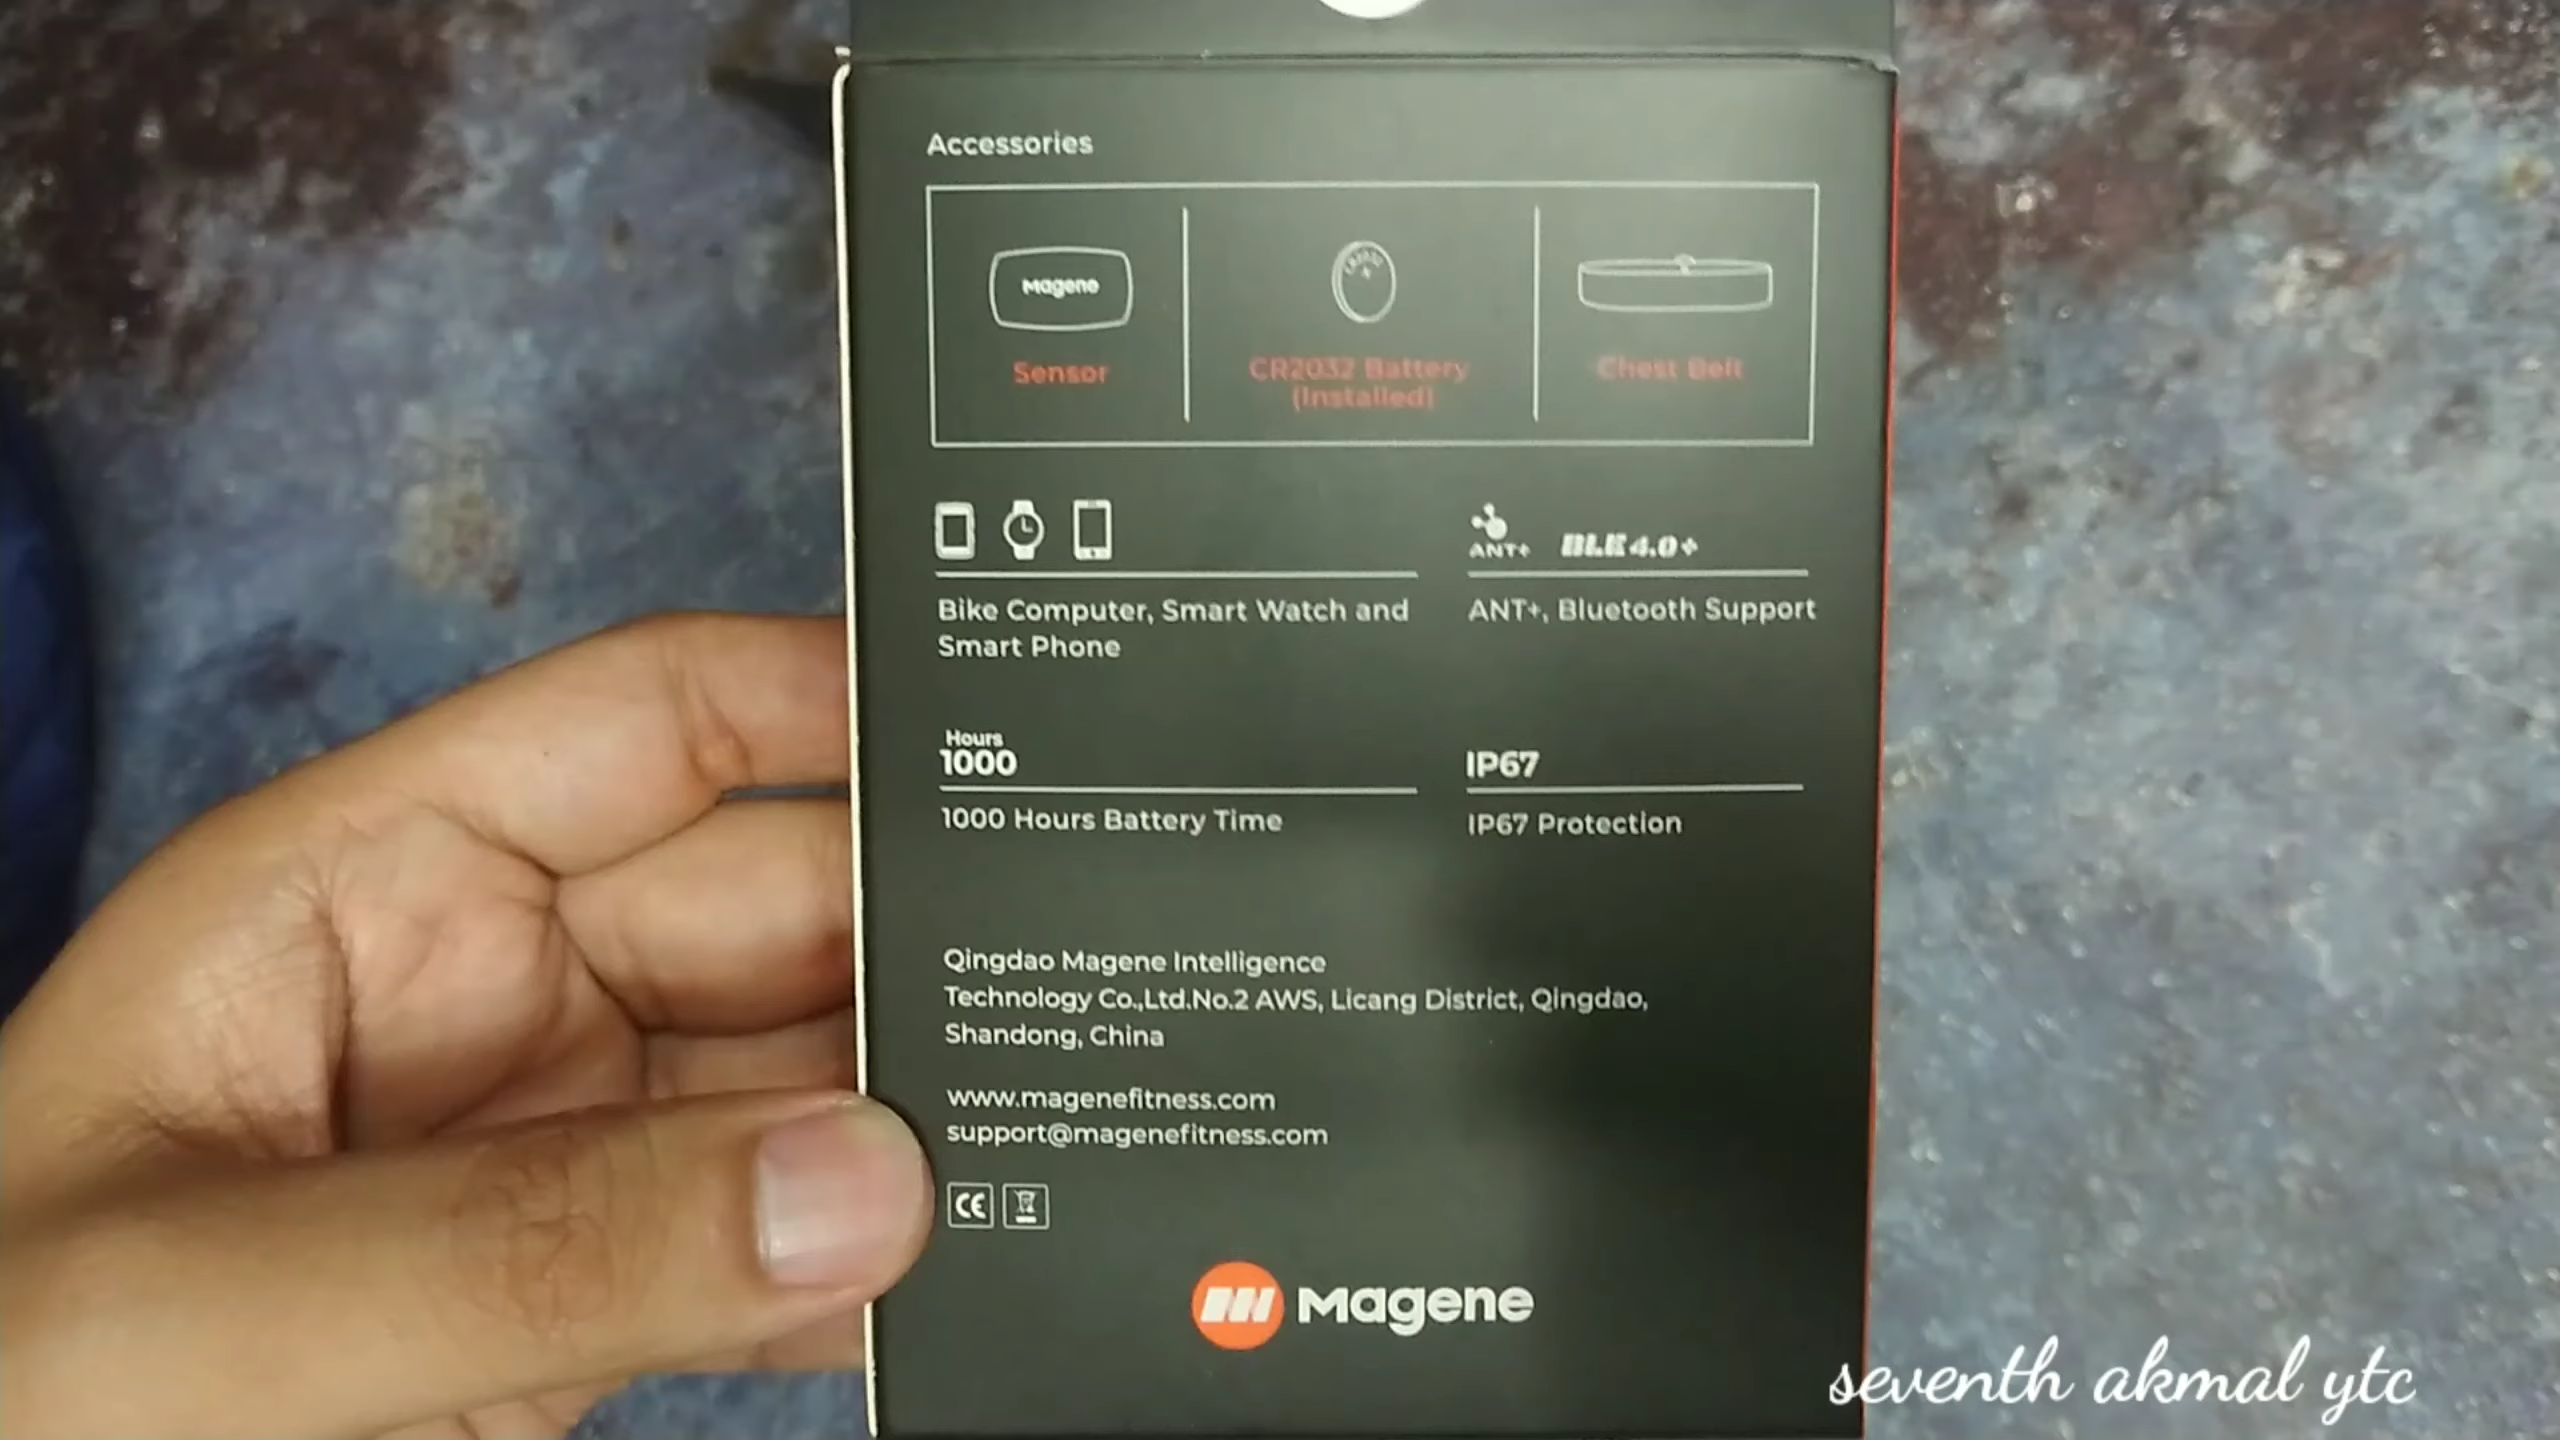 Accessories
Magene
Sensor
CR2032 Battery
(Installed)
Chest Belt
ANT+
BLE 4.0+
Bike Computer, Smart Watch and
Smart Phone
ANT+, Bluetooth Support
Hours
1000
1000 Hours Battery Time
IP67
IP67 Protection
Qingdao Magene Intelligence
Technology Co.,Ltd.No.2 AWS, Licang District, Qingdao,
Shandong, China
www.magenefitness.com
support@magenefitness.com
CE
Magene
seventh akmal ytc